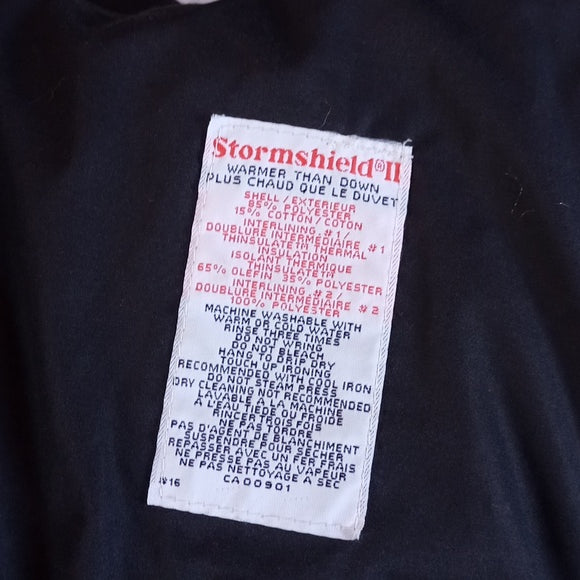 Stormshield®II
WARMER THAN DOWN
PLUS CHAUD QUE LE DUVET
SHELL/EXTERIEUR
85% POLYESTER
15% COTTON/COTON
INTERLINING #1/
DOUBLURE INTERMEDIAIRE #1
THINSULATE™ THERMAL
INSULATION
ISOLANT THERMIQUE
THINSULATE™
65% OLEFIN 35% POLYESTER
INTERLINING #2/
DOUBLURE INTERMEDIAIRE #2
100% POLYESTER
MACHINE WASHABLE WITH
WARM OR COLD WATER
RINSE THREE TIMES
DO NOT WRING
DO NOT BLEACH
HANG TO DRIP DRY
TOUCH UP IRONING
RECOMMENDED WITH COOL IRON
DO NOT STEAM PRESS
DRY CLEANING NOT RECOMMENDED
LAVABLE A LA MACHINE
A L'EAU TIEDE OU FROIDE
RINCER TROIS FOIS
NE PAS TORDRE
PAS D'AGENT DE BLANCHIMENT
SUSPENDRE POUR SÉCHER
REPASSER AVEC UN FER FRAIS
NE PRESSE PAS AU VAPEUR
NE PAS NETTOYAGE A SEC
#16 CA00901